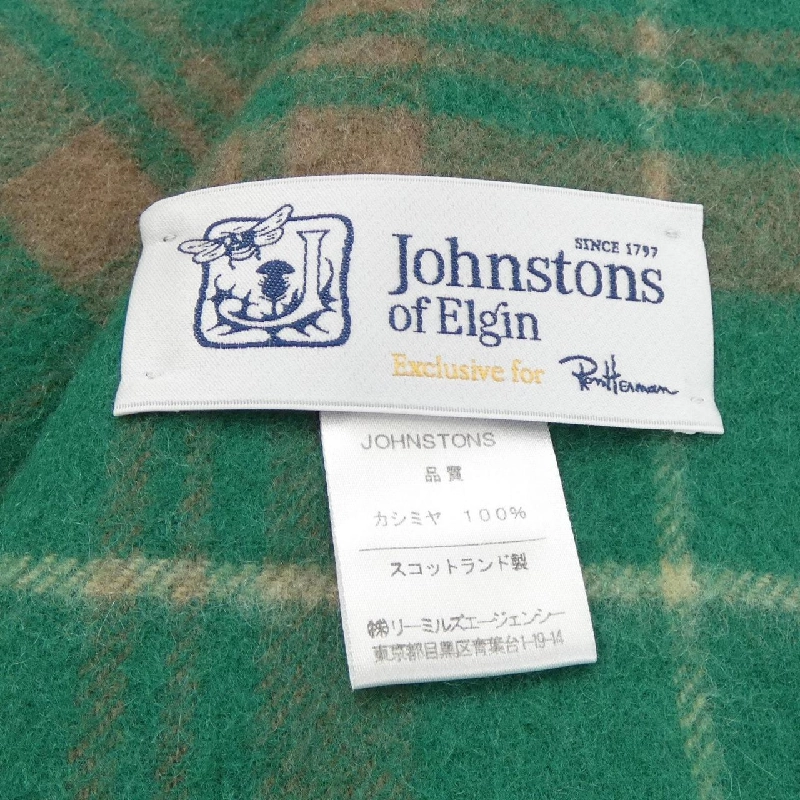 SINCE 1797
Johnstons
of Elgin
Exclusive for RonHerman
JOHNSTONS
品質
カシミヤ 100%
スコットランド製
㈱リーミルズエージェンシー
東京都目黒区青葉台1-19-14